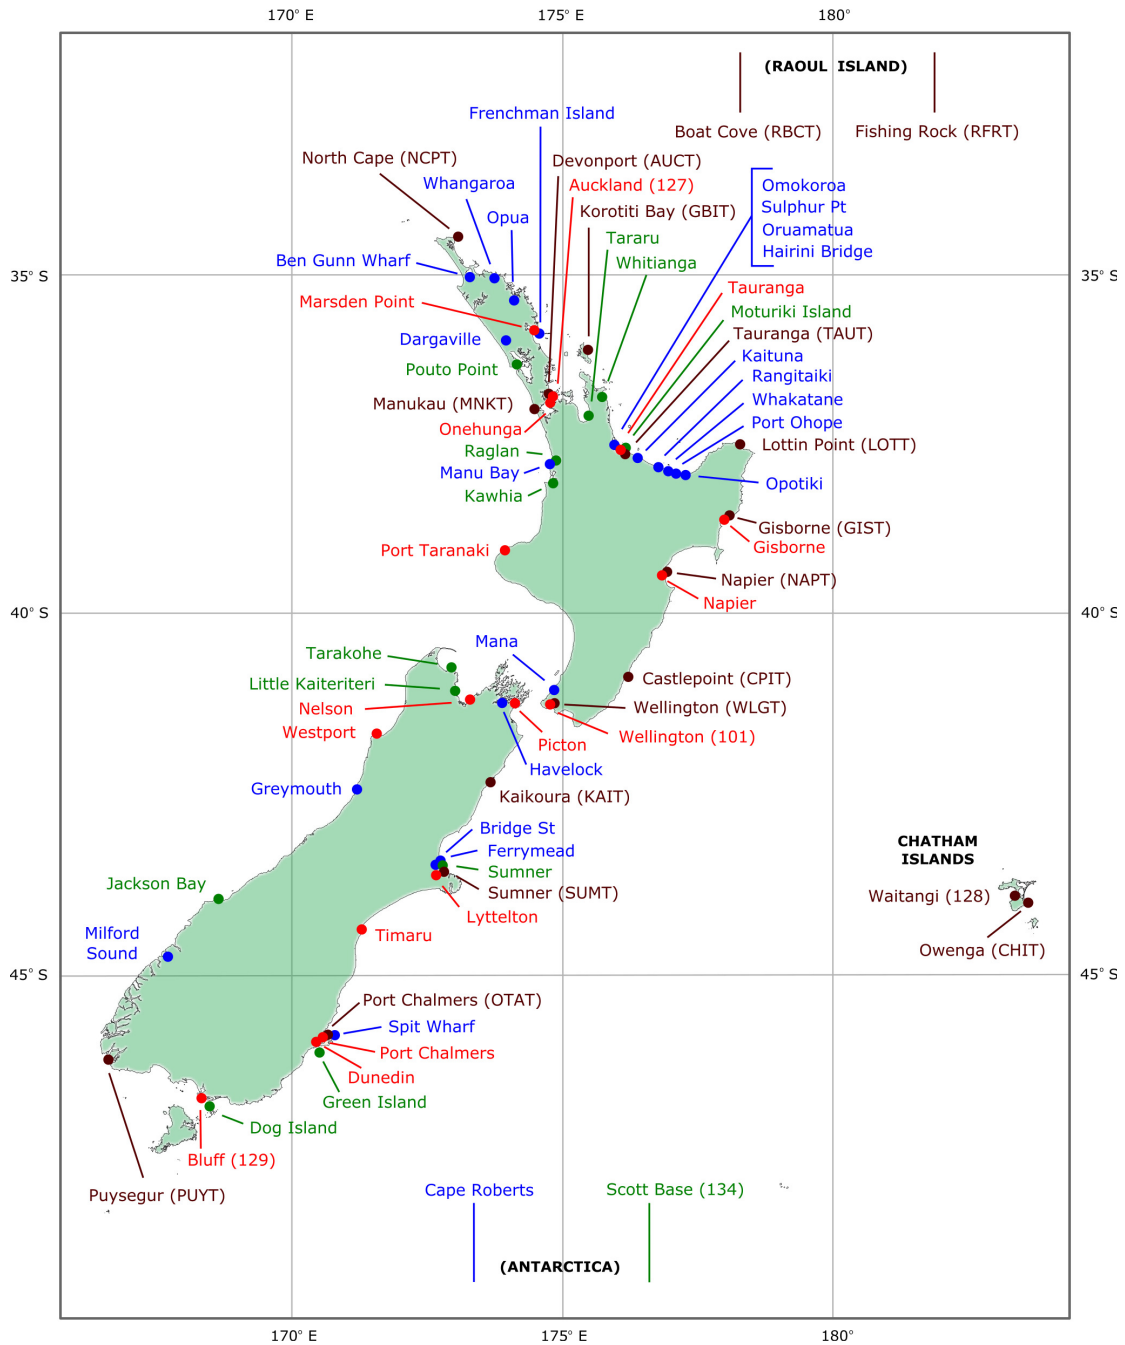 170° E
175° E
180°
(RAOUL ISLAND)
Frenchman Island
Boat Cove (RBCT)
Fishing Rock (RFRT)
North Cape (NCPT)
Devonport (AUCT)
Whangaroa
Auckland (127)
Omokoroa
Sulphur Pt
Oruamatua
Hairini Bridge
Korotiti Bay (GBIT)
Opua
Tararu
Whitianga
Ben Gunn Wharf
35° S
35° S
Tauranga
Marsden Point
Moturiki Island
Tauranga (TAUT)
Dargaville
Kaituna
Pouto Point
Rangitaiki
Whakatane
Manukau (MNKT)
Port Ohope
Onehunga
Lottin Point (LOTT)
Raglan
Manu Bay
Opotiki
Kawhia
Gisborne (GIST)
Gisborne
Port Taranaki
Napier (NAPT)
Napier
40° S
40° S
Mana
Tarakohe
Castlepoint (CPIT)
Little Kaiteriteri
Nelson
Wellington (WLGT)
Westport
Wellington (101)
Picton
Havelock
Greymouth
Kaikoura (KAIT)
Bridge St
Ferrymead
CHATHAM
ISLANDS
Sumner
Jackson Bay
Sumner (SUMT)
Waitangi (128)
Lyttelton
Milford
Sound
Timaru
Owenga (CHIT)
45° S
45° S
Port Chalmers (OTAT)
Spit Wharf
Port Chalmers
Dunedin
Green Island
Dog Island
Bluff (129)
Puysegur (PUYT)
Cape Roberts
Scott Base (134)
(ANTARCTICA)
170° E
175° E
180°